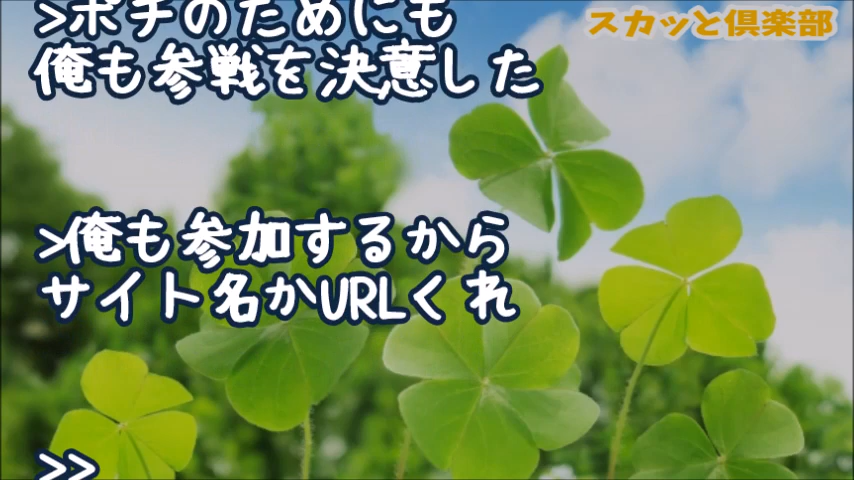 スカッと倶楽部
>ポチのためにも
俺も参戦を決意した
>俺も参加するから
サイト名かURLくれ
>>